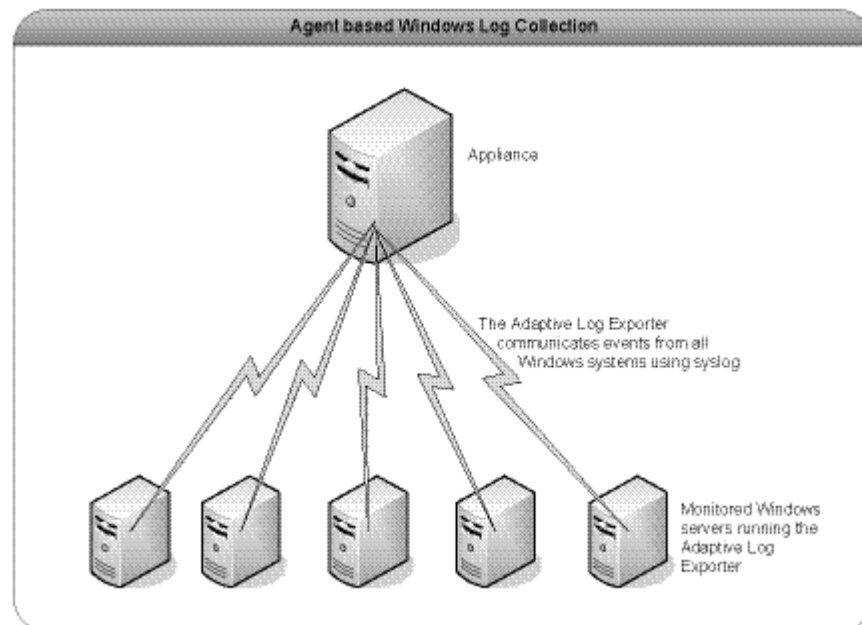 Agent based Windows Log Collection
Appliance
The Adaptive Log Exporter
communicates events from all
Windows systems using syslog
Monitored Windows
servers running the
Adaptive Log
Exporter